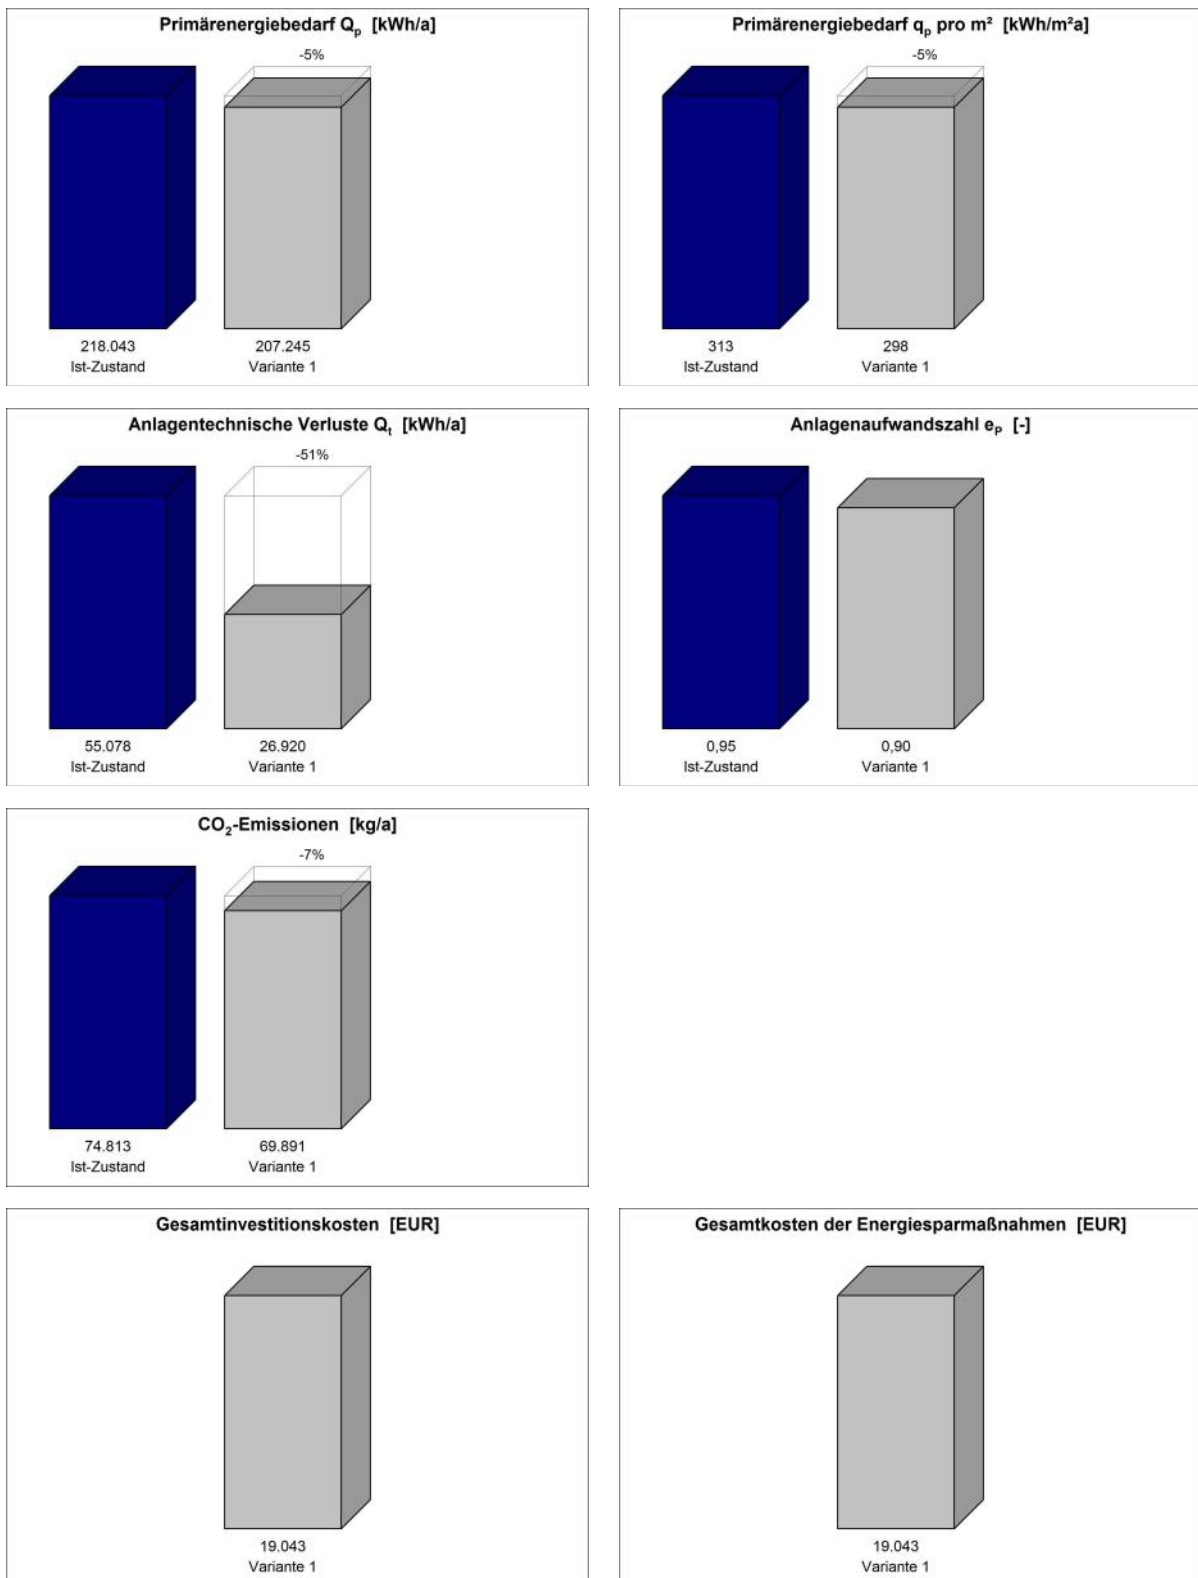 Primärenergiebedarf Qp [kWh/a]
-5%
218.043
207.245
Ist-Zustand
Variante 1
Primärenergiebedarf qp pro m² [kWh/m²a]
-5%
313
298
Ist-Zustand
Variante 1
Anlagentechnische Verluste Qt [kWh/a]
-51%
55.078
26.920
Ist-Zustand
Variante 1
Anlagenaufwandszahl eP [-]
0,95
0,90
Ist-Zustand
Variante 1
CO2-Emissionen [kg/a]
-7%
74.813
69.891
Ist-Zustand
Variante 1
Gesamtinvestitionskosten [EUR]
19.043
Variante 1
Gesamtkosten der Energiesparmaßnahmen [EUR]
19.043
Variante 1